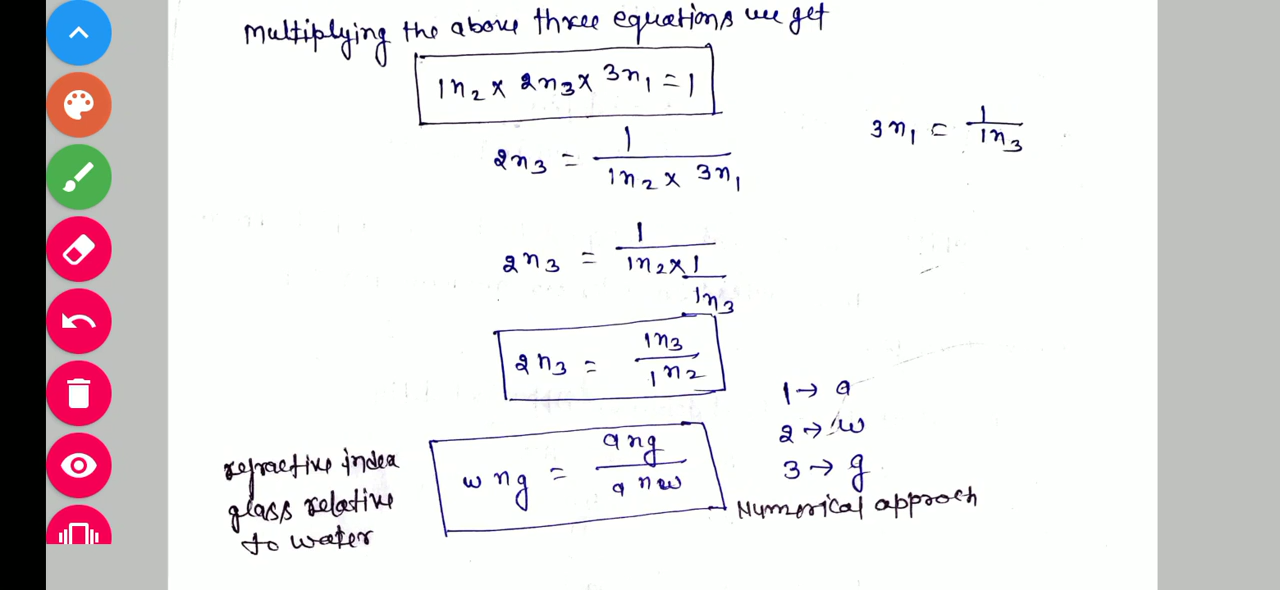 Multiplying the above three equations we get
1n₂ × 2n₃ × 3n₁ = 1
2n₃ = 1 / 1n₂ × 3n₁
3n₁ = 1 / 1n₃
2n₃ = 1 / 1n₂ × 1 / 1n₃
2n₃ = 1n₃ / 1n₂
1 → a
2 → w
3 → g
wng = ang / anw
refractive index
glass relative
to water
Numerical approch